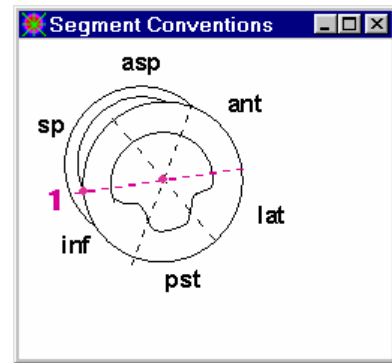 Segment Conventions
asp
ant
sp
1
lat
inf
pst